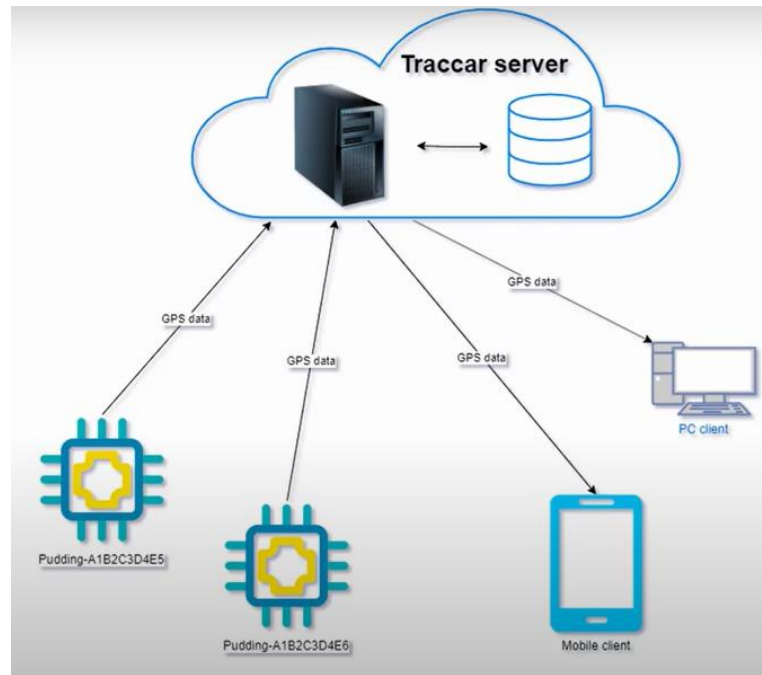 Traccar server
GPS data
GPS data
GPS data
GPS data
PC client
Pudding-A1B2C3D4E5
Pudding-A1B2C3D4E6
Mobile client